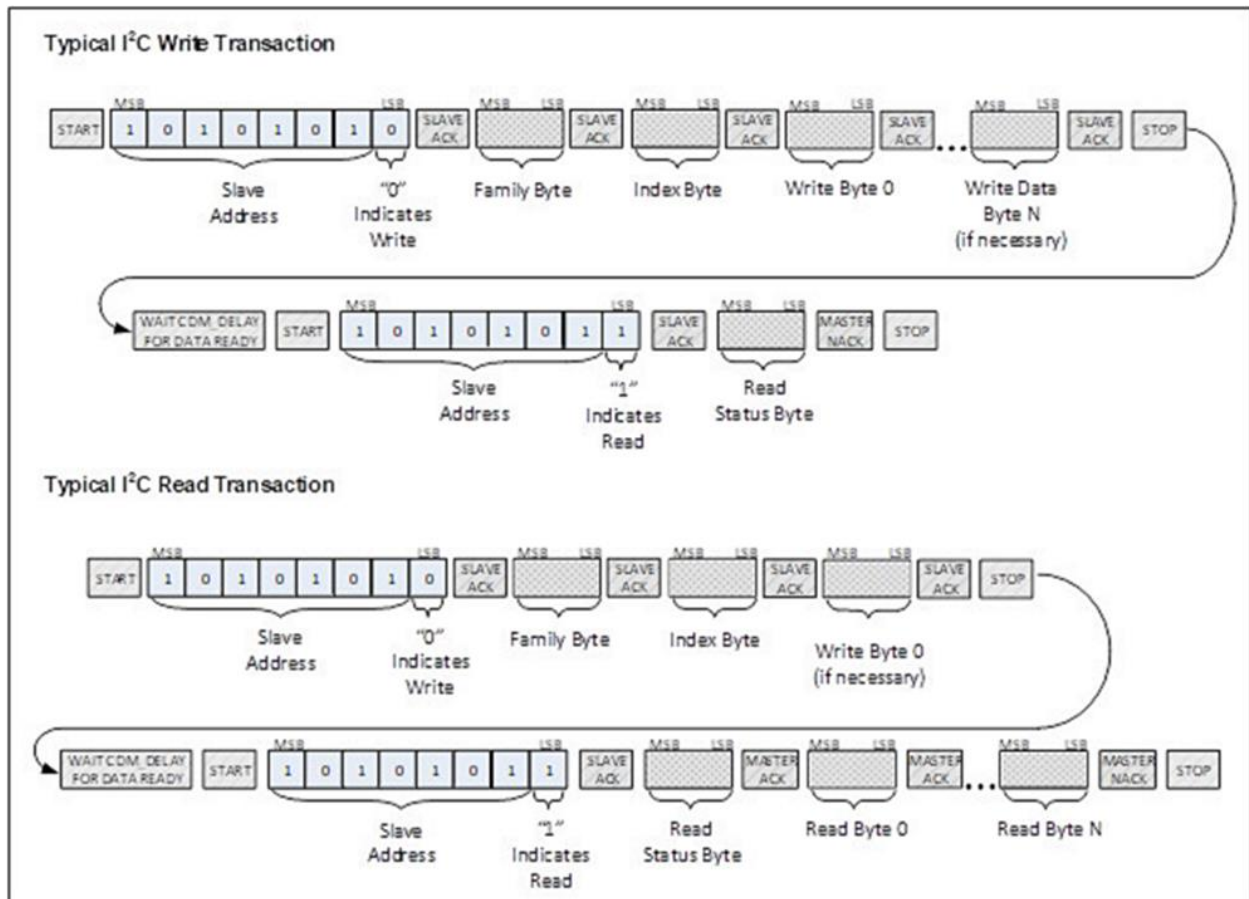 Typical I²C Write Transaction
MSB LSB MSB LSB MSB LSB MSB LSB MSB LSB
START 1 0 1 0 1 0 1 0 SLAVE ACK SLAVE ACK SLAVE ACK SLAVE ACK ... SLAVE ACK STOP
Slave Address "0" Indicates Write Family Byte Index Byte Write Byte 0 Write Data Byte N (if necessary)
MSB LSB MSB LSB
WAIT CDM_DELAY FOR DATA READY START 1 0 1 0 1 0 1 1 SLAVE ACK MASTER NACK STOP
Slave Address "1" Indicates Read Read Status Byte
Typical I²C Read Transaction
MSB LSB MSB LSB MSB LSB MSB LSB
START 1 0 1 0 1 0 1 0 SLAVE ACK SLAVE ACK SLAVE ACK SLAVE ACK STOP
Slave Address "0" Indicates Write Family Byte Index Byte Write Byte 0 (if necessary)
MSB LSB MSB LSB MSB LSB MSB LSB
WAIT CDM_DELAY FOR DATA READY START 1 0 1 0 1 0 1 1 SLAVE ACK MASTER ACK MASTER ACK ... MASTER NACK STOP
Slave Address "1" Indicates Read Read Status Byte Read Byte 0 Read Byte N